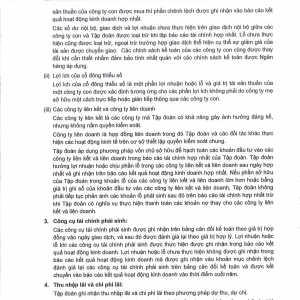 sản thuần của công ty con được mua thì phần chênh lệch được ghi nhận vào báo cáo kết
quả hoạt động kinh doanh hợp nhất.
Các số dư nội bộ, giao dịch và lợi nhuận chưa thực hiện trên giao dịch nội bộ giữa các
công ty con và Tập đoàn được loại trừ khi lập báo cáo tài chính hợp nhất. Lỗ chưa thực
hiện cũng được loại trừ, ngoại trừ trường hợp giao dịch thể hiện cụ thể sự giảm giá của
tài sản được chuyển giao. Các chính sách kế toán của công ty con cũng được thay
đổi khi cần thiết nhằm đảm bảo tính nhất quán với các chính sách kế toán được Ngân
hàng áp dụng.
(ii) Lợi ích của cổ đông thiểu số
Lợi ích của cổ đông thiểu số là một phần lợi nhuận hoặc lỗ và giá trị tài sản thuần của
một công ty con được xác định tương ứng cho các phần lợi ích không phải do công ty mẹ
sở hữu một cách trực tiếp hoặc gián tiếp thông qua các công ty con.
(iii) Các công ty liên kết và công ty liên doanh
Các công ty liên kết là các công ty mà Tập đoàn có khả năng gây ảnh hưởng đáng kể,
nhưng không nắm quyền kiểm soát.
Công ty liên doanh là hợp đồng liên doanh trong đó Tập đoàn và các đối tác khác thực
hiện các hoạt động kinh tế trên cơ sở thiết lập quyền kiểm soát chung.
Tập đoàn áp dụng phương pháp vốn chủ sở hữu để hạch toán các khoản đầu tư vào các
công ty liên kết và liên doanh trong báo cáo tài chính hợp nhất của Tập đoàn. Tập đoàn
hưởng lợi nhuận hoặc chịu phần lỗ trong các công ty liên kết và liên doanh sau ngày hợp
nhất và ghi nhận trên báo cáo kết quả hoạt động kinh doanh hợp nhất. Nếu phần sở hữu
của Tập đoàn trong khoản lỗ của các công ty liên kết và liên doanh lớn hơn hoặc bằng
giá trị ghi sổ của khoản đầu tư vào các công ty liên kết và liên doanh, Tập đoàn không
phải tiếp tục phản ánh các khoản lỗ phát sinh sau đó trên báo cáo tài chính hợp nhất trừ
khi Tập đoàn có nghĩa vụ thực hiện thanh toán các khoản nợ thay cho các công ty liên
kết và liên doanh.
3. Công cụ tài chính phái sinh:
Các công cụ tài chính phái sinh được ghi nhận trên bảng cân đối kế toán theo giá trị hợp
đồng vào ngày giao dịch, và sau đó được đánh giá lại theo giá trị hợp lý. Lợi nhuận hoặc
lỗ khi các công cụ tài chính phái sinh được thực hiện được ghi nhận trong báo cáo kết
quả hoạt động kinh doanh. Lợi nhuận hoặc lỗ chưa thực hiện không được ghi nhận trong
báo cáo kết quả hoạt động kinh doanh mà được ghi nhận vào khoản mục chênh lệch
đánh giá lại các công cụ tài chính phái sinh trên bảng cân đối kế toán và được kết
chuyển vào báo cáo kết quả hoạt động kinh doanh vào thời điểm cuối năm.
4. Thu nhập lãi và chi phí lãi:
Tập đoàn ghi nhận thu nhập lãi và chi phí lãi theo phương pháp dự thu, dự chi.